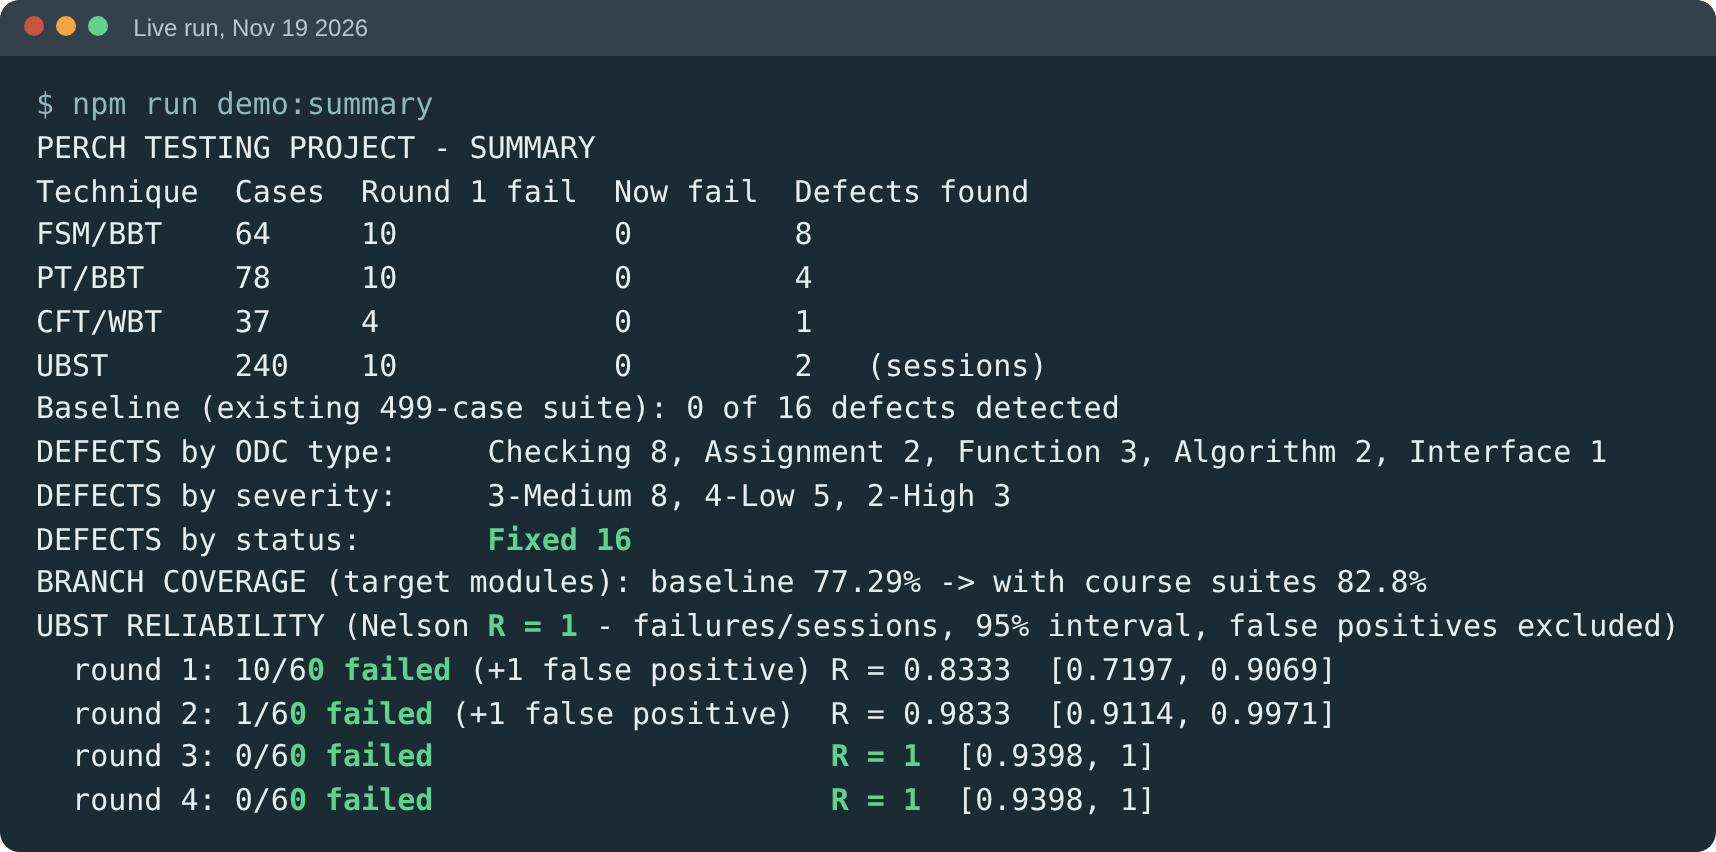 Live run, Nov 19 2026
$ npm run demo:summary
PERCH TESTING PROJECT - SUMMARY
Technique  Cases  Round 1 fail  Now fail  Defects found
FSM/BBT    64     10            0         8
PT/BBT     78     10            0         4
CFT/WBT    37     4             0         1
UBST       240    10            0         2   (sessions)
Baseline (existing 499-case suite): 0 of 16 defects detected
DEFECTS by ODC type:     Checking 8, Assignment 2, Function 3, Algorithm 2, Interface 1
DEFECTS by severity:     3-Medium 8, 4-Low 5, 2-High 3
DEFECTS by status:       Fixed 16
BRANCH COVERAGE (target modules): baseline 77.29% -> with course suites 82.8%
UBST RELIABILITY (Nelson R = 1 - failures/sessions, 95% interval, false positives excluded)
  round 1: 10/60 failed (+1 false positive) R = 0.8333  [0.7197, 0.9069]
  round 2: 1/60 failed (+1 false positive)  R = 0.9833  [0.9114, 0.9971]
  round 3: 0/60 failed                      R = 1  [0.9398, 1]
  round 4: 0/60 failed                      R = 1  [0.9398, 1]